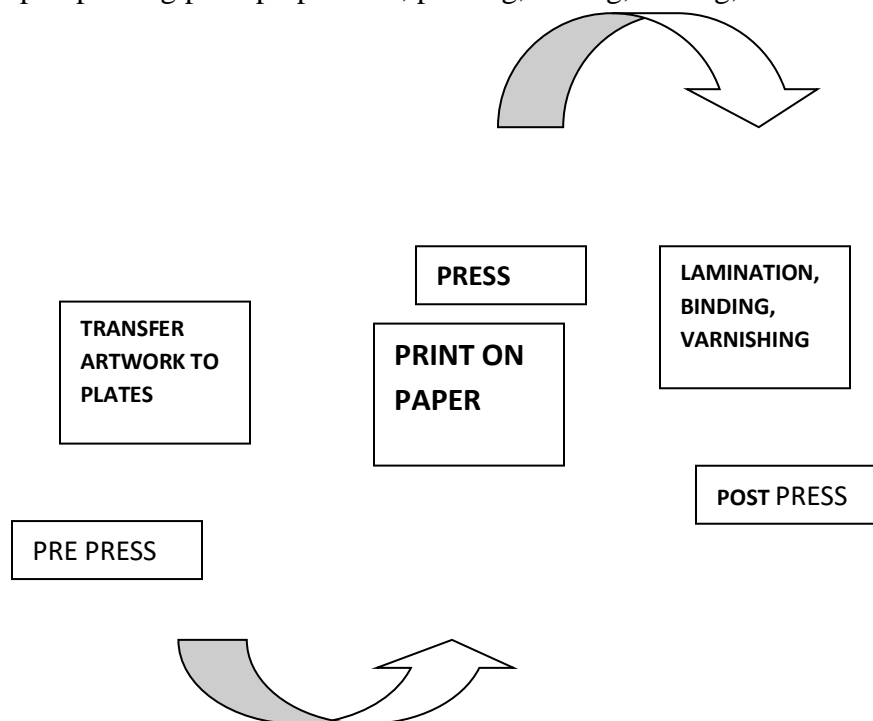 PRESS
LAMINATION,
BINDING,
VARNISHING
TRANSFER
ARTWORK TO
PLATES
PRINT ON
PAPER
POST PRESS
PRE PRESS